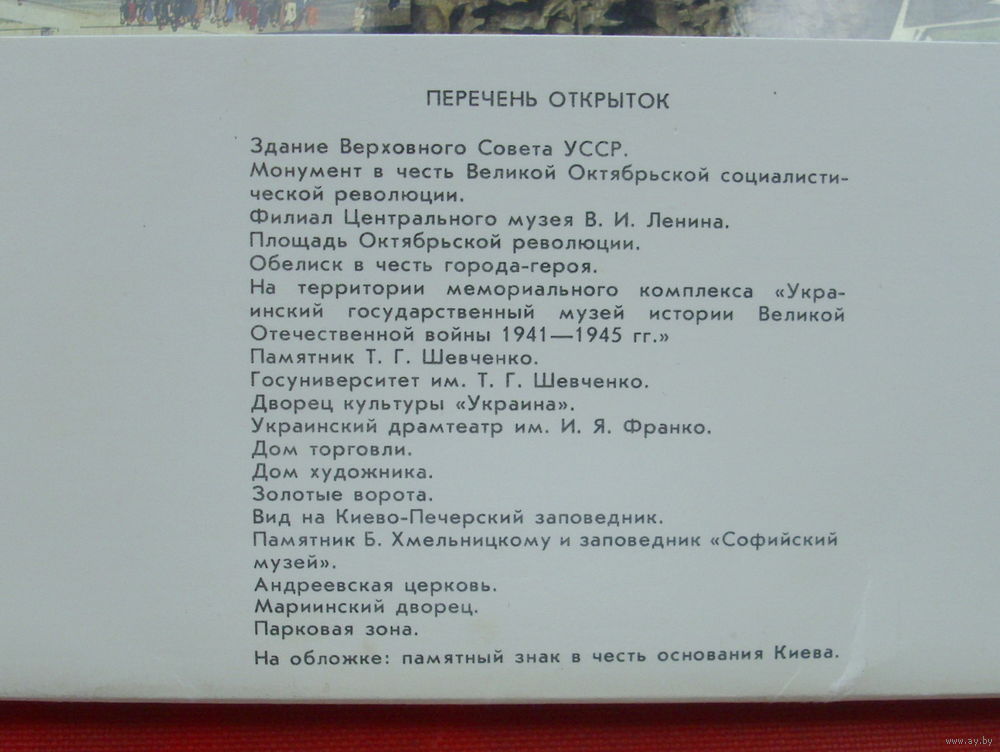 ПЕРЕЧЕНЬ ОТКРЫТОК
Здание Верховного Совета УССР.
Монумент в честь Великой Октябрьской социалисти-
ческой революции.
Филиал Центрального музея В. И. Ленина.
Площадь Октябрьской революции.
Обелиск в честь города-героя.
На территории мемориального комплекса «Укра-
инский государственный музей истории Великой
Отечественной войны 1941—1945 гг.»
Памятник Т. Г. Шевченко.
Госуниверситет им. Т. Г. Шевченко.
Дворец культуры «Украина».
Украинский драмтеатр им. И. Я. Франко.
Дом торговли.
Дом художника.
Золотые ворота.
Вид на Киево-Печерский заповедник.
Памятник Б. Хмельницкому и заповедник «Софийский
музей».
Андреевская церковь.
Мариинский дворец.
Парковая зона.
На обложке: памятный знак в честь основания Киева.
www.ay.by